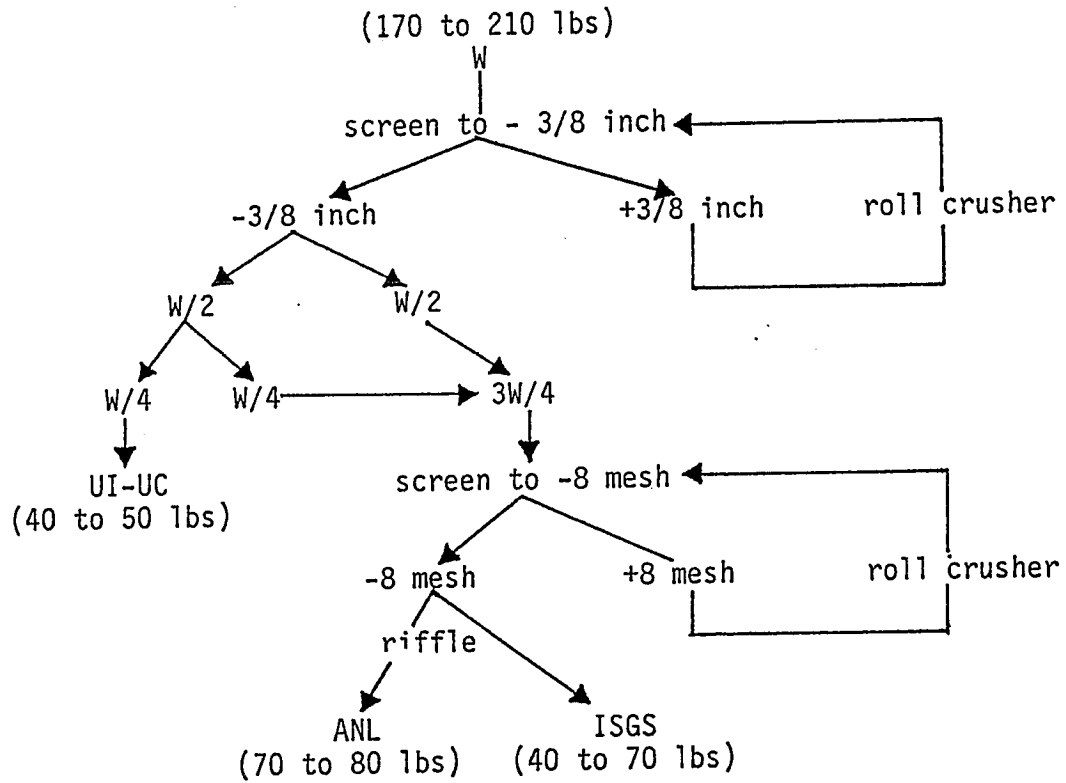 (170 to 210 lbs)
W
screen to - 3/8 inch
-3/8 inch
+3/8 inch
roll crusher
W/2
W/2
W/4
W/4
3W/4
UI-UC
(40 to 50 lbs)
screen to -8 mesh
-8 mesh
+8 mesh
roll crusher
riffle
ANL
(70 to 80 lbs)
ISGS
(40 to 70 lbs)